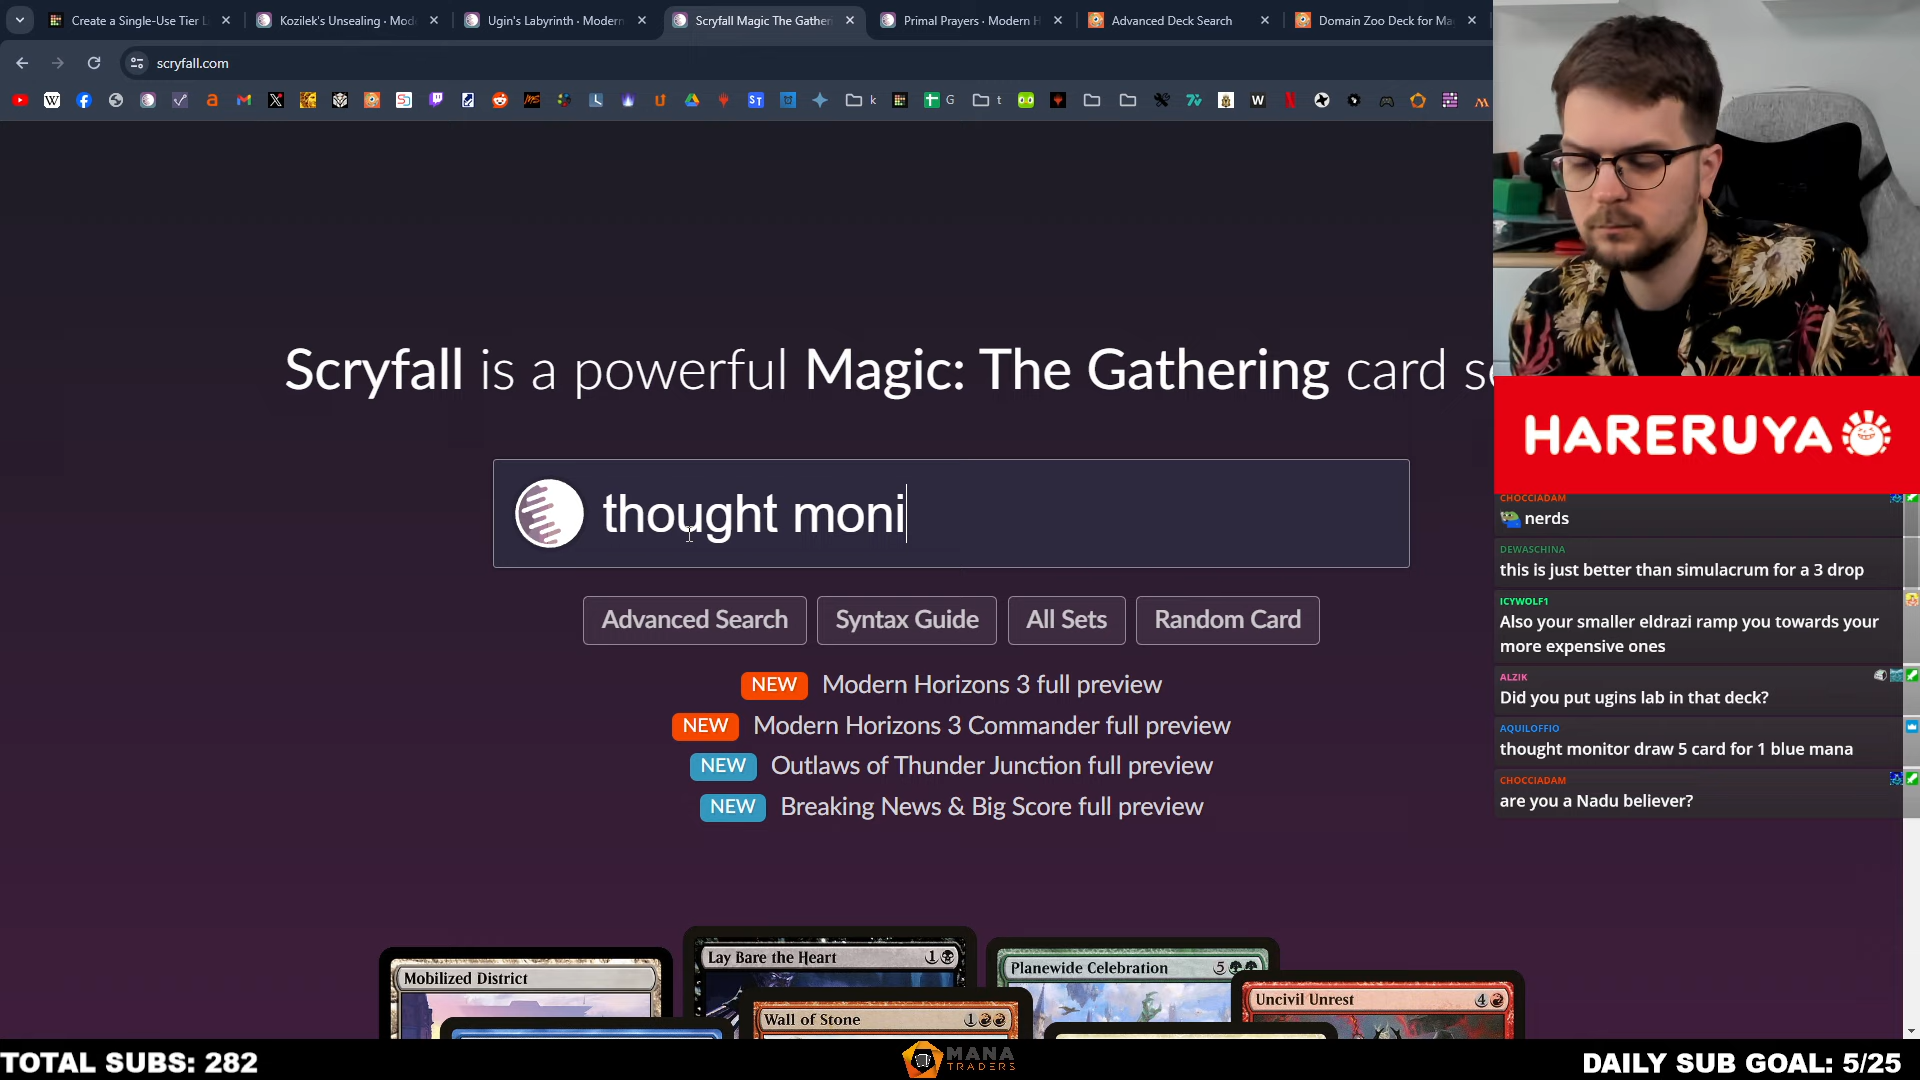 Create a Single-Use Tier L
Kozilek's Unsealing · Mod
Ugin's Labyrinth · Modern
Scryfall Magic The Gather
Primal Prayers · Modern H
Advanced Deck Search
Domain Zoo Deck for Ma
scryfall.com
k
G
t
Scryfall is a powerful Magic: The Gathering card se
thought moni
Advanced Search
Syntax Guide
All Sets
Random Card
NEW Modern Horizons 3 full preview
NEW Modern Horizons 3 Commander full preview
NEW Outlaws of Thunder Junction full preview
NEW Breaking News & Big Score full preview
Mobilized District
Lay Bare the Heart 1
Planewide Celebration 5
Wall of Stone 1
Uncivil Unrest 4
HARERUYA
CHOCCIADAM
nerds
DEWASCHINA
this is just better than simulacrum for a 3 drop
ICYWOLF1
Also your smaller eldrazi ramp you towards your
more expensive ones
ALZIK
Did you put ugins lab in that deck?
AQUILOFFIO
thought monitor draw 5 card for 1 blue mana
CHOCCIADAM
are you a Nadu believer?
TOTAL SUBS: 282
MANA
TRADERS
DAILY SUB GOAL: 5/25